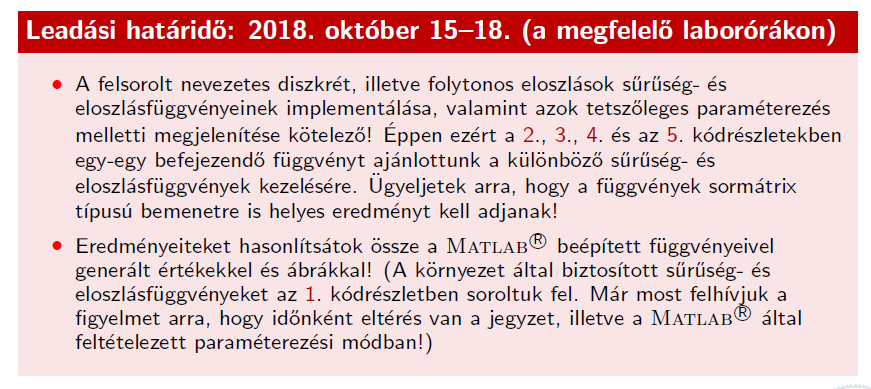 Leadási határidő: 2018. október 15–18. (a megfelelő laborórákon)
• A felsorolt nevezetes diszkrét, illetve folytonos eloszlások sűrűség- és
eloszlásfüggvényeinek implementálása, valamint azok tetszőleges paraméterezés
melletti megjelenítése kötelező! Éppen ezért a 2., 3., 4. és az 5. kódrészletekben
egy-egy befejezendő függvényt ajánlottunk a különböző sűrűség- és
eloszlásfüggvények kezelésére. Ügyeljetek arra, hogy a függvények sormátrix
típusú bemenetre is helyes eredményt kell adjanak!
• Eredményeiteket hasonlítsátok össze a MATLAB® beépített függvényeivel
generált értékekkel és ábrákkal! (A környezet által biztosított sűrűség- és
eloszlásfüggvényeket az 1. kódrészletben soroltuk fel. Már most felhívjuk a
figyelmet arra, hogy időnként eltérés van a jegyzet, illetve a MATLAB® által
feltételezett paraméterezési módban!)